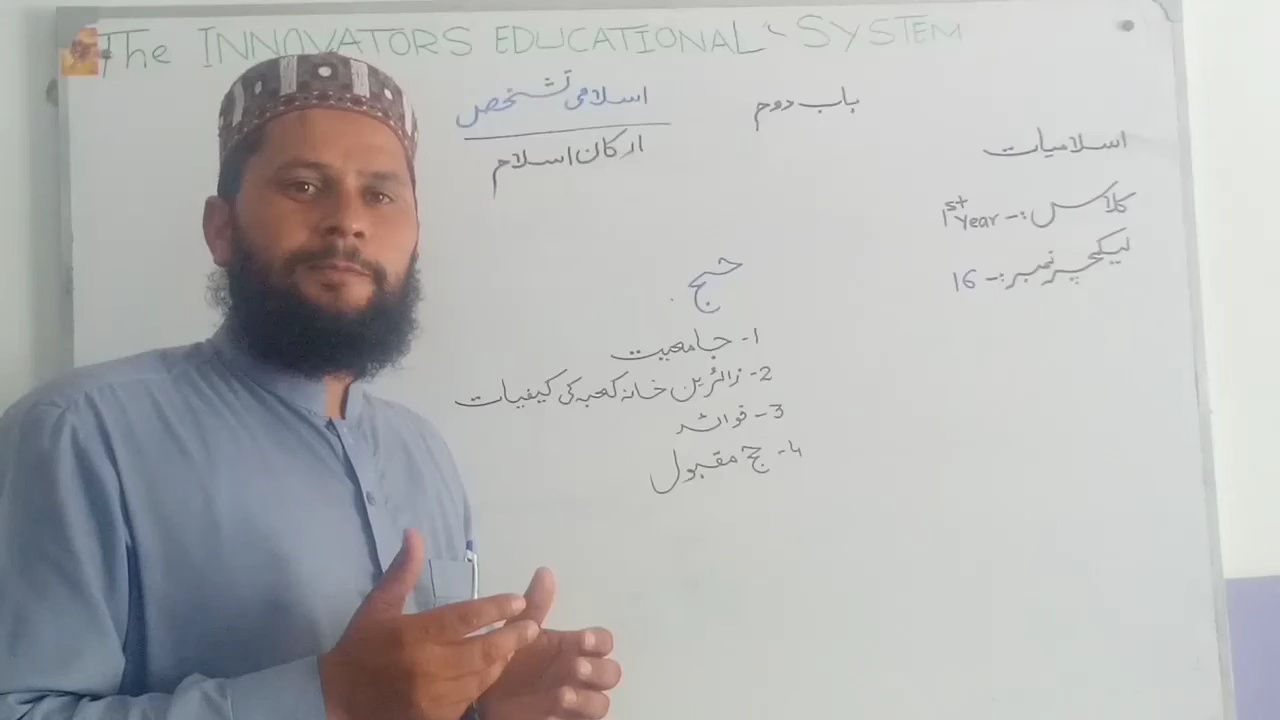 The INNOVATORS EDUCATIONAL SYSTEM
اسلامیات
باب دوم
اسلامی تشخص
ارکان اسلام
کلاس :- 1st Year
لیکچر نمبر :- 16
حج
1- جامعیت
2- زائرین خانہ کعبہ کی کیفیات
3- فوائد
4- حج مقبول